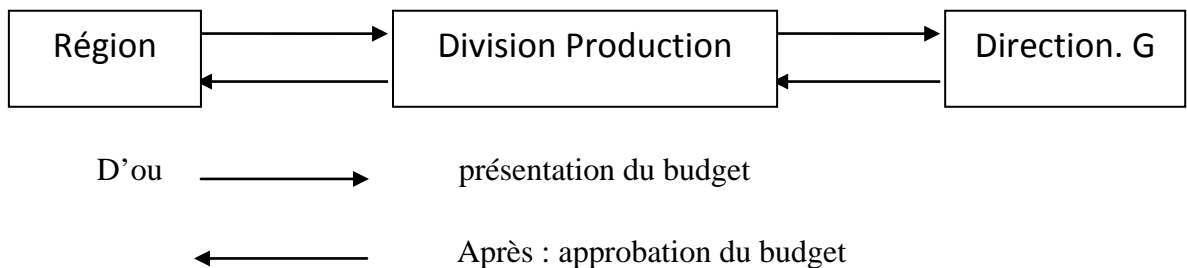 Région Division Production Direction. G
D’ou présentation du budget
Après : approbation du budget